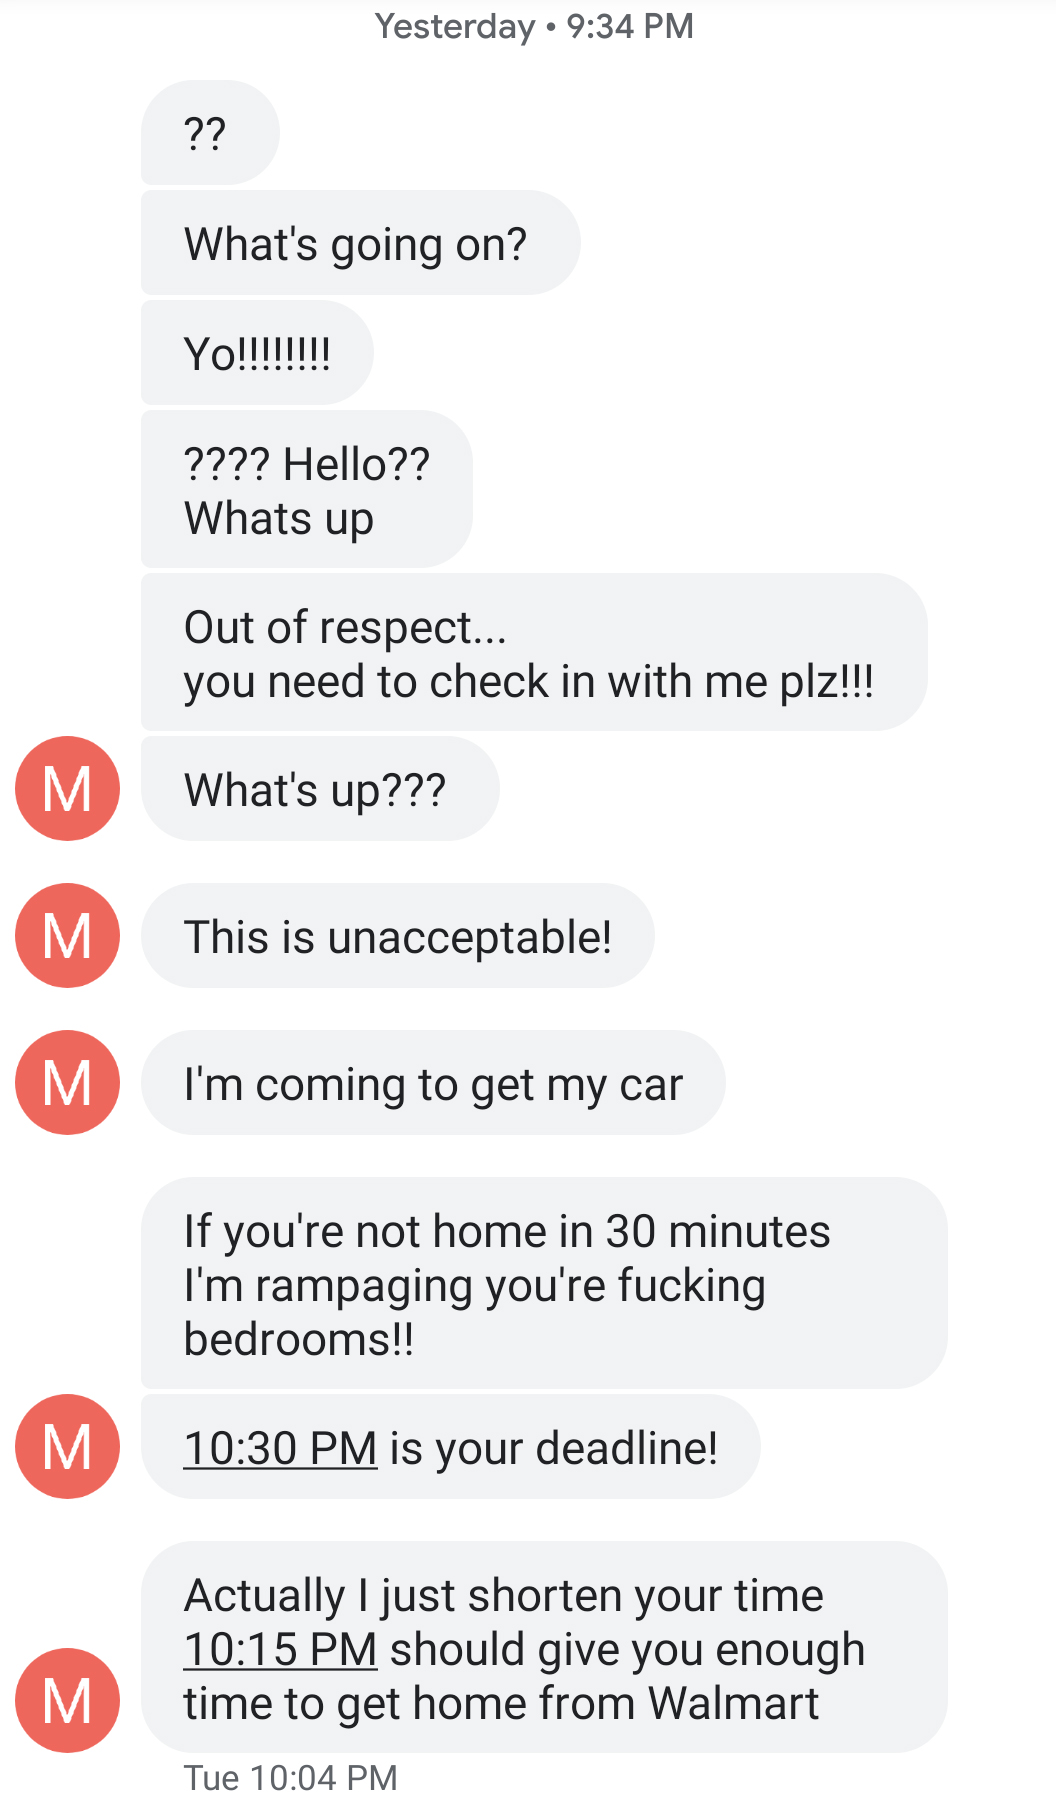 Yesterday • 9:34 PM
??
What's going on?
Yo!!!!!!!!
???? Hello??
Whats up
Out of respect...
you need to check in with me plz!!!
M
What's up???
M
This is unacceptable!
M
I'm coming to get my car
If you're not home in 30 minutes
I'm rampaging you're fucking
bedrooms!!
M
10:30 PM is your deadline!
Actually I just shorten your time
10:15 PM should give you enough
time to get home from Walmart
M
Tue 10:04 PM